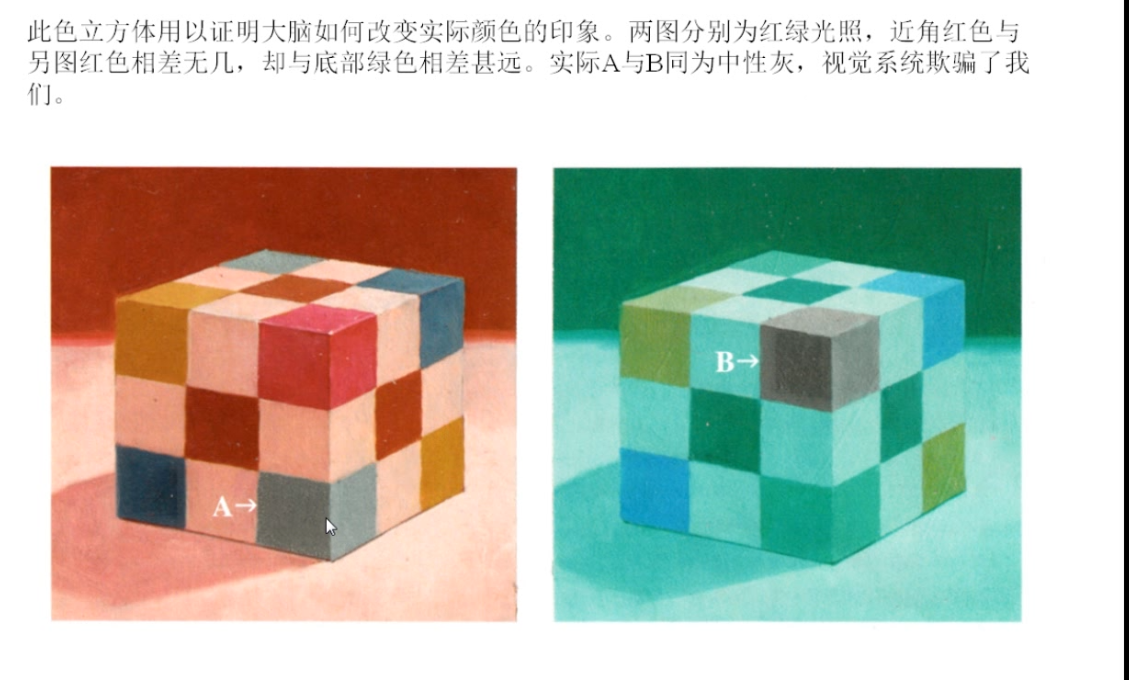 此色立方体用以证明大脑如何改变实际颜色的印象。两图分别为红绿光照，近角红色与
另图红色相差无几，却与底部绿色相差甚远。实际A与B同为中性灰，视觉系统欺骗了我
们。
B→
A→